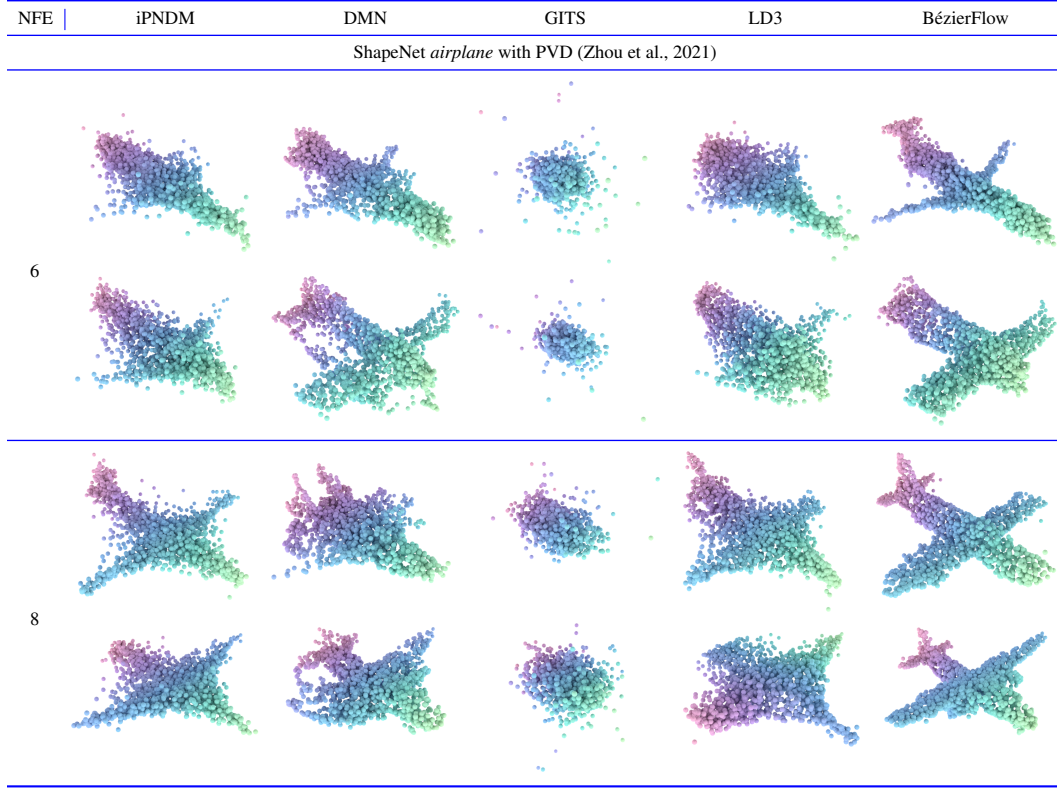 NFE iPNDM DMN GITS LD3 BézierFlow
ShapeNet airplane with PVD (Zhou et al., 2021)
6
8